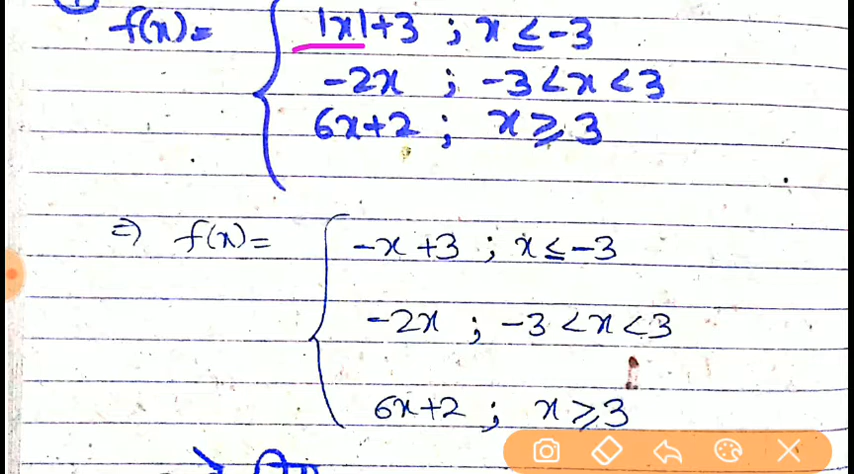 f(x) = { |x|+3 ; x ≤ -3
-2x ; -3 < x < 3
6x+2 ; x ≥ 3
⇒ f(x) = { -x +3 ; x ≤ -3
-2x ; -3 < x < 3
6x+2 ; x ≥ 3